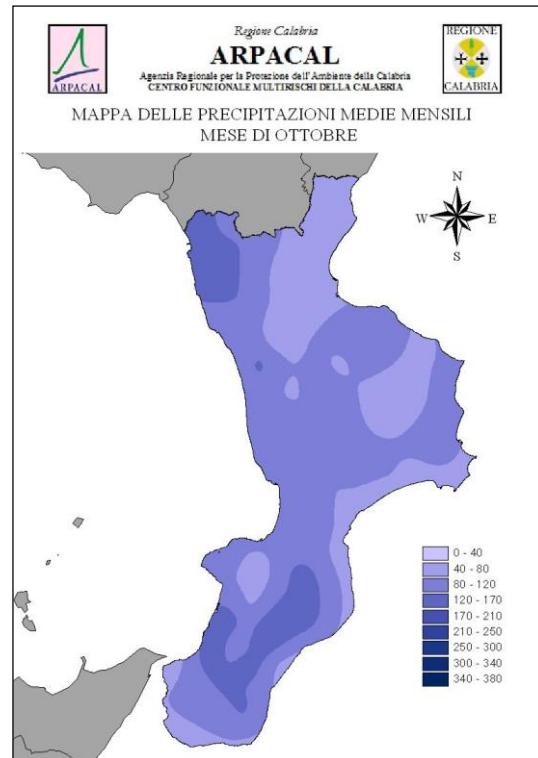 Regione Calabria
ARPACAL
Agenzia Regionale per la Protezione dell'Ambiente della Calabria
CENTRO FUNZIONALE MULTIRISCHI DELLA CALABRIA
ARPACAL
REGIONE
CALABRIA
MAPPA DELLE PRECIPITAZIONI MEDIE MENSILI
MESE DI OTTOBRE
N
W E
S
0 - 40
40 - 80
80 - 120
120 - 170
170 - 210
210 - 250
250 - 300
300 - 340
340 - 380